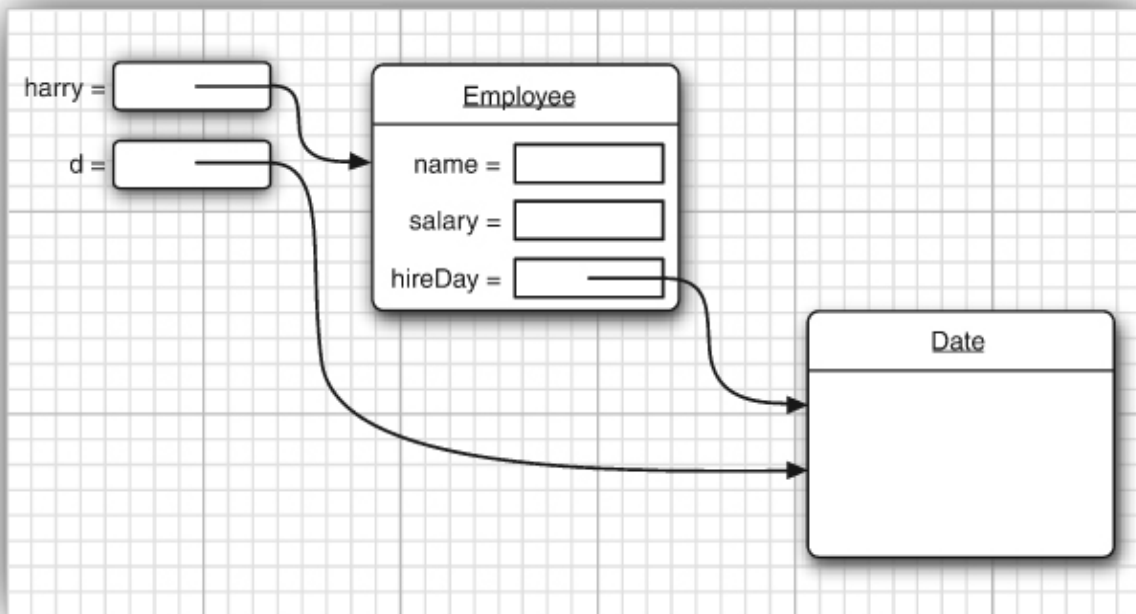 harry =
d =
Employee
name =
salary =
hireDay =
Date